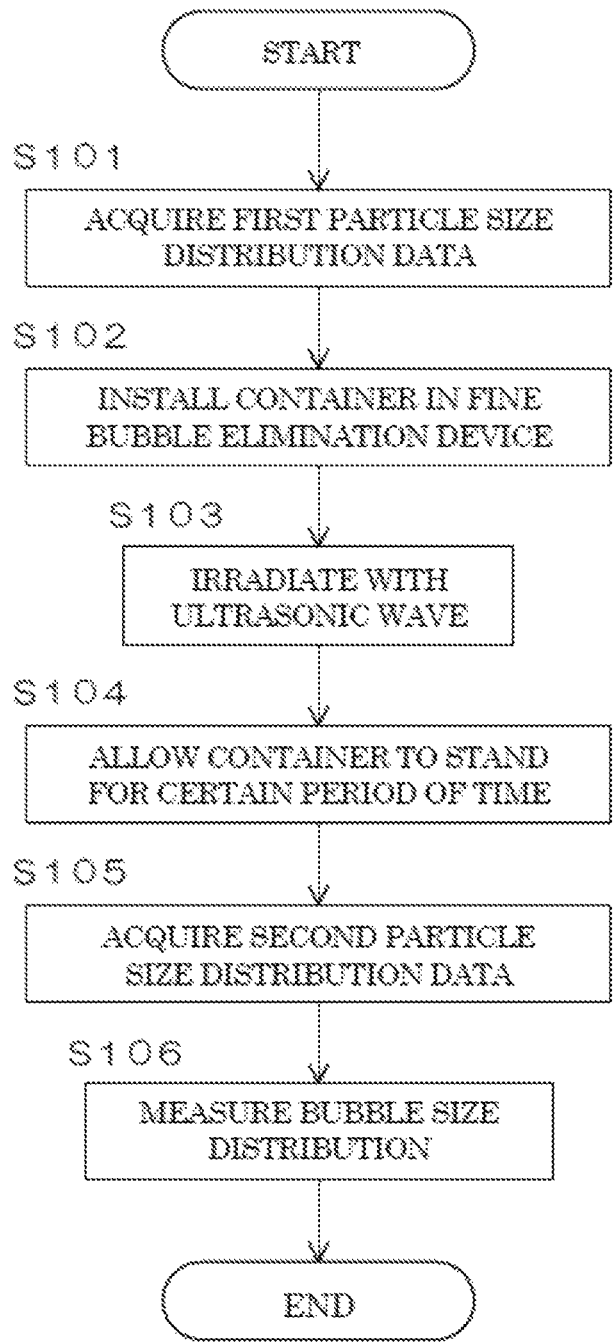 START
S101
ACQUIRE FIRST PARTICLE SIZE
DISTRIBUTION DATA
S102
INSTALL CONTAINER IN FINE
BUBBLE ELIMINATION DEVICE
S103
IRRADIATE WITH
ULTRASONIC WAVE
S104
ALLOW CONTAINER TO STAND
FOR CERTAIN PERIOD OF TIME
S105
ACQUIRE SECOND PARTICLE
SIZE DISTRIBUTION DATA
S106
MEASURE BUBBLE SIZE
DISTRIBUTION
END